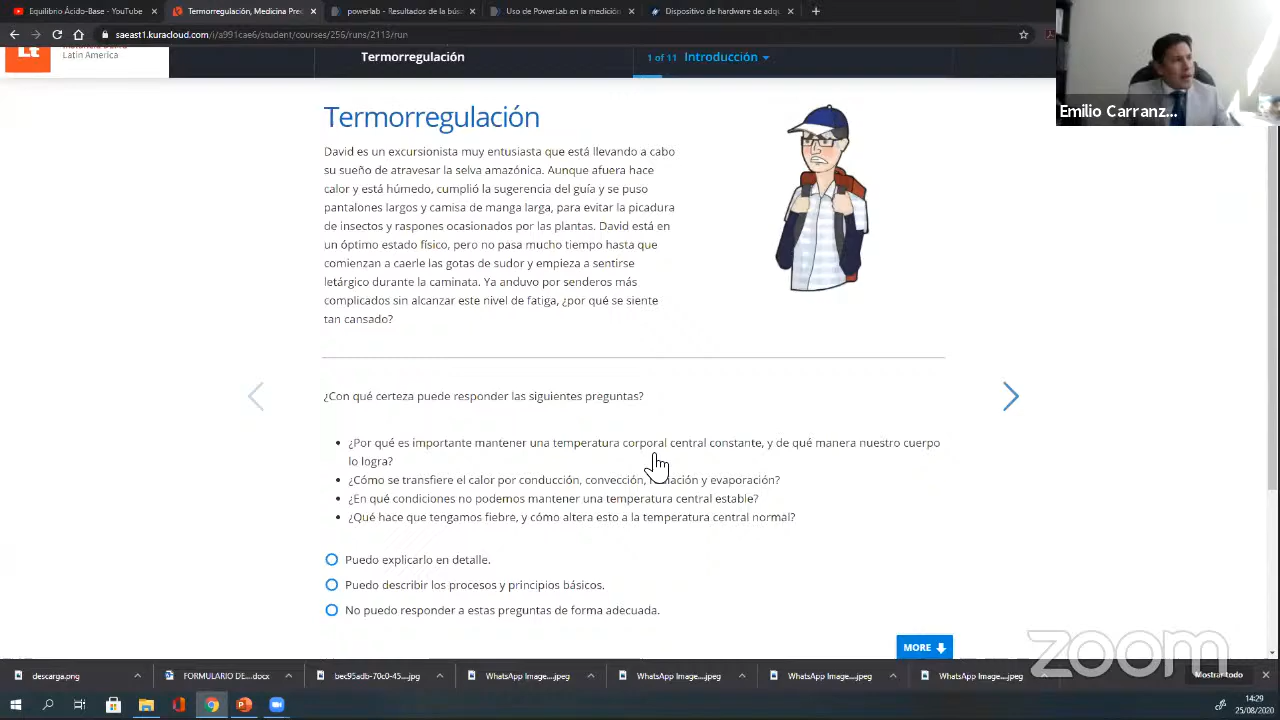 Equilibrio Ácido-Base - YouTube
Termorregulación, Medicina Prec
powerlab - Resultados de la bú
Uso de PowerLab en la medición
Dispositivo de hardware de adqu
saeast1.kuracloud.com/a991cae6/student/courses/256/runs/2113/run
Lt
Latin America
Termorregulación
1 of 11 Introducción
Emilio Carranz...
Termorregulación
David es un excursionista muy entusiasta que está llevando a cabo
su sueño de atravesar la selva amazónica. Aunque afuera hace
calor y está húmedo, cumplió la sugerencia del guía y se puso
pantalones largos y camisa de manga larga, para evitar la picadura
de insectos y raspones ocasionados por las plantas. David está en
un óptimo estado físico, pero no pasa mucho tiempo hasta que
comienzan a caerle las gotas de sudor y empieza a sentirse
letárgico durante la caminata. Ya anduvo por senderos más
complicados sin alcanzar este nivel de fatiga, ¿por qué se siente
tan cansado?
¿Con qué certeza puede responder las siguientes preguntas?
¿Por qué es importante mantener una temperatura corporal central constante, y de qué manera nuestro cuerpo
lo logra?
¿Cómo se transfiere el calor por conducción, convección, radiación y evaporación?
¿En qué condiciones no podemos mantener una temperatura central estable?
¿Qué hace que tengamos fiebre, y cómo altera esto a la temperatura central normal?
Puedo explicarlo en detalle.
Puedo describir los procesos y principios básicos.
No puedo responder a estas preguntas de forma adecuada.
MORE
zoom
descarga.png
FORMULARIO DE....docx
bec95adb-70c0-45....jpg
WhatsApp Image....jpeg
WhatsApp Image....jpeg
WhatsApp Image....jpeg
WhatsApp Image....jpeg
Mostrar todo
14:29
25/08/2020